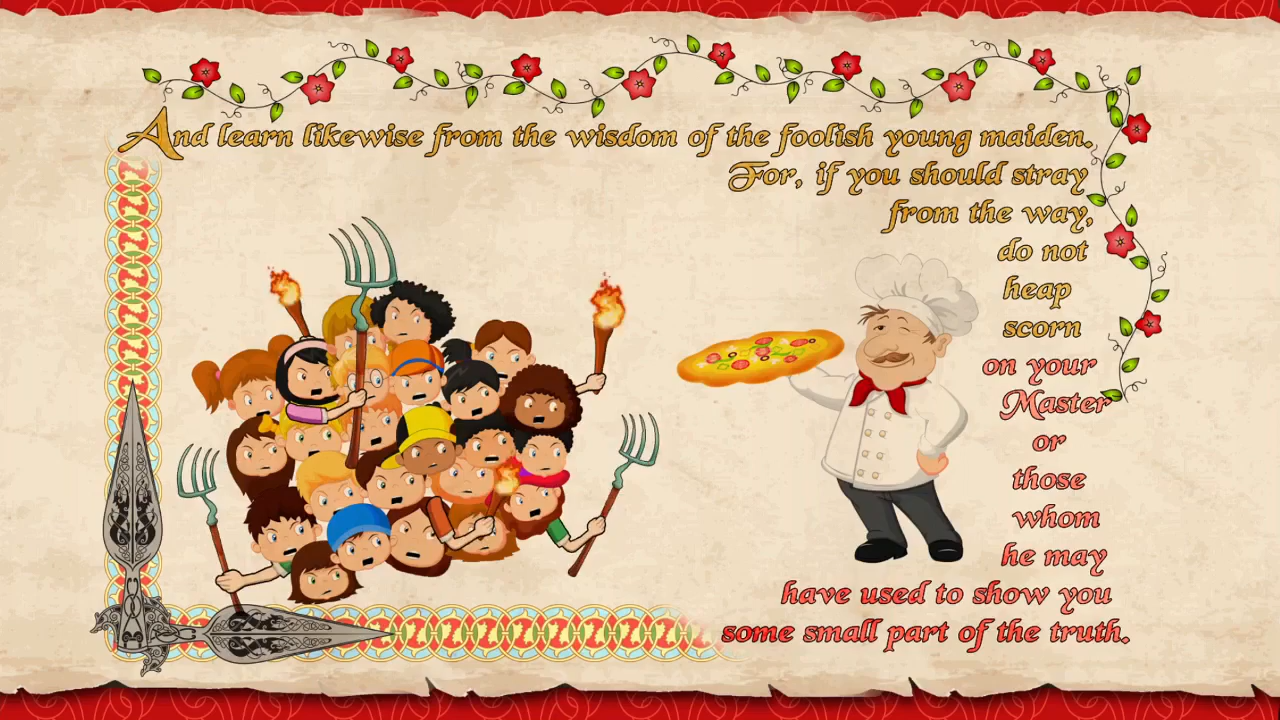 And learn likewise from the wisdom of the foolish young maiden.
For, if you should stray
from the way,
do not
heap
scorn
on your
Master
or
those
whom
he may
have used to show you
some small part of the truth.